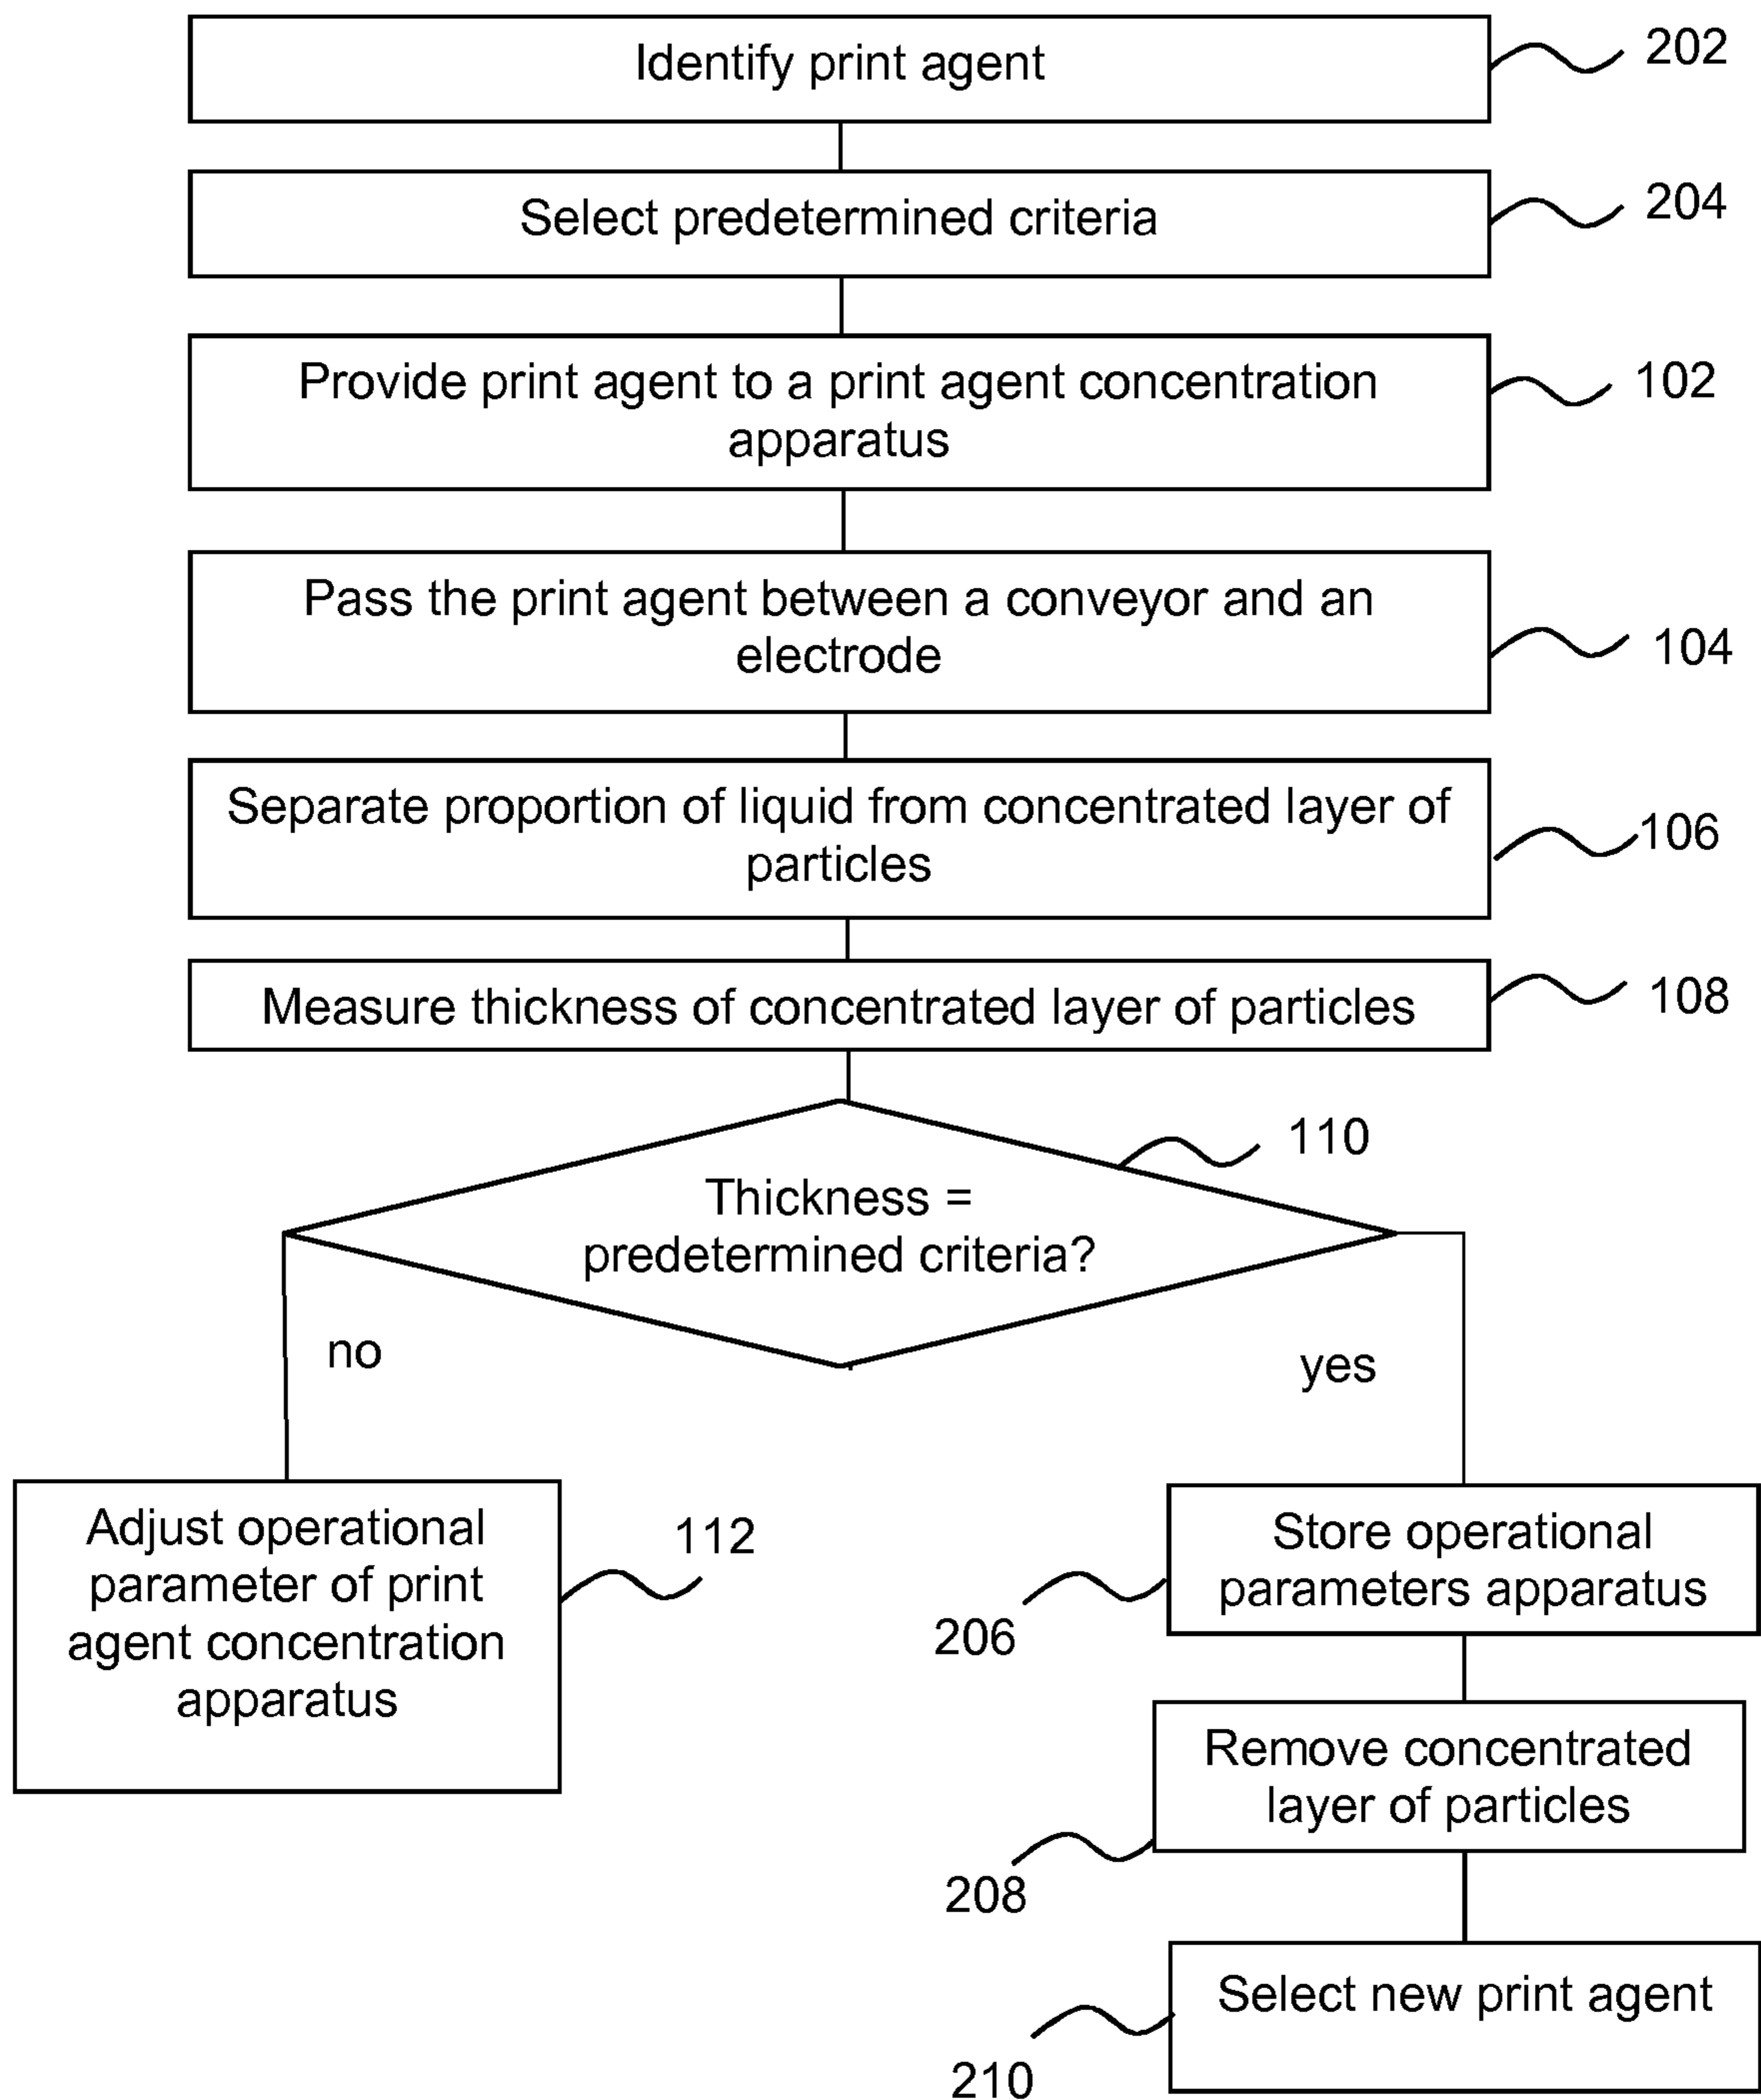 Identify print agent
202
Select predetermined criteria
204
Provide print agent to a print agent concentration
apparatus
102
Pass the print agent between a conveyor and an
electrode
104
Separate proportion of liquid from concentrated layer of
particles
106
Measure thickness of concentrated layer of particles
108
110
Thickness =
predetermined criteria?
no
yes
Adjust operational
parameter of print
agent concentration
apparatus
112
Store operational
parameters apparatus
206
Remove concentrated
layer of particles
208
Select new print agent
210